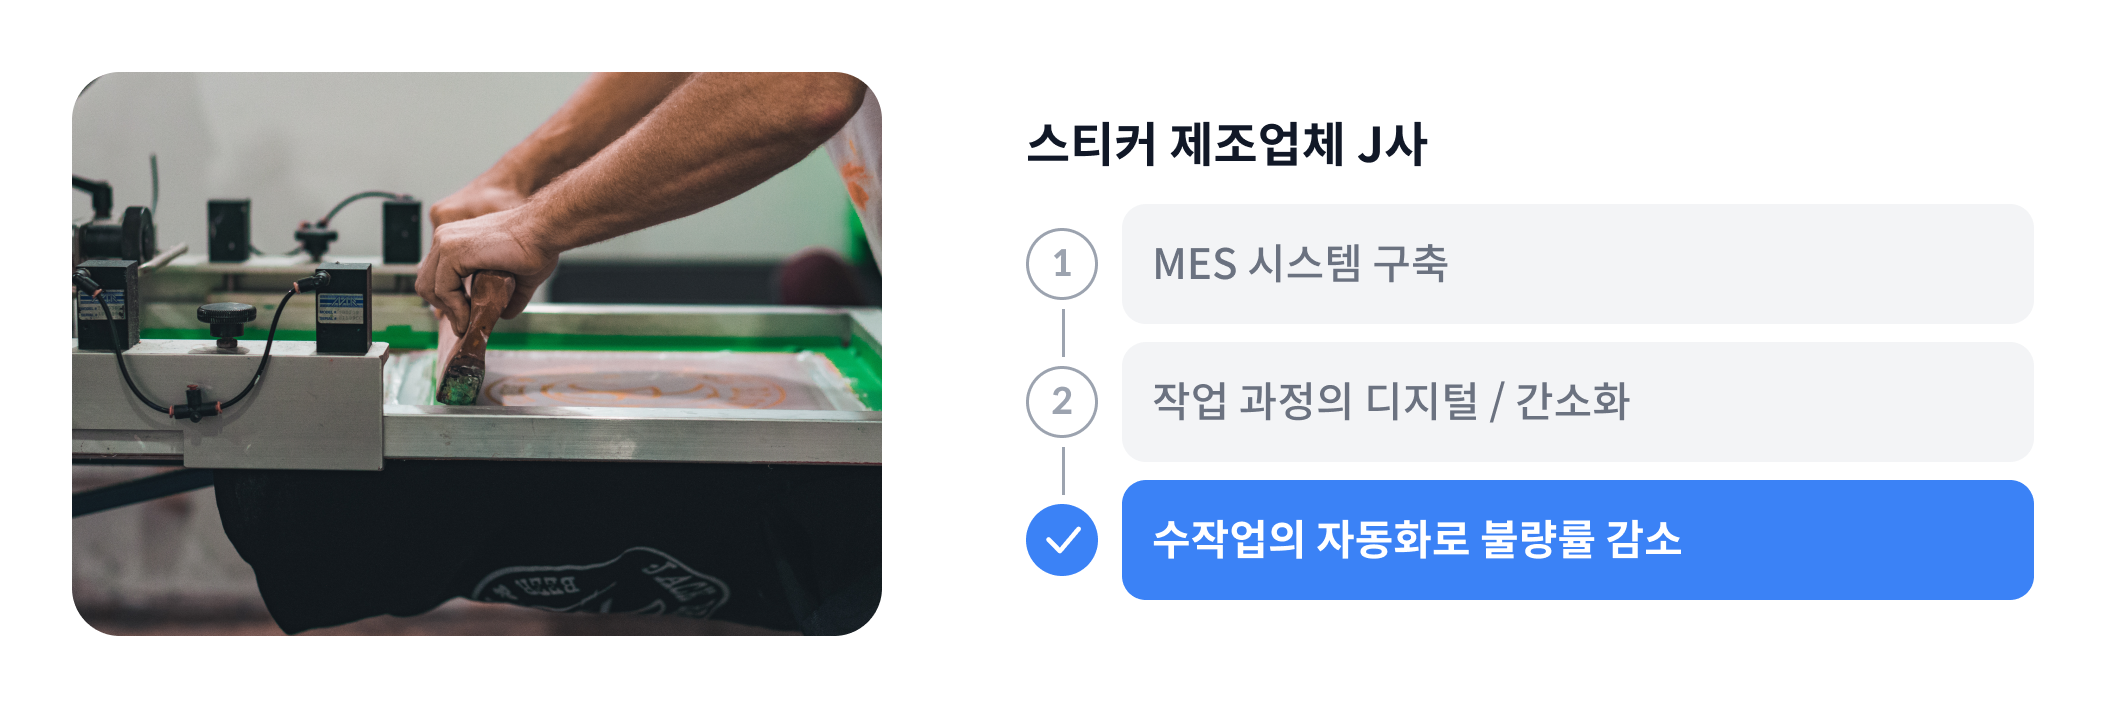 스티커 제조업체 J사
1
MES 시스템 구축
2
작업 과정의 디지털 / 간소화
수작업의 자동화로 불량률 감소
BEER